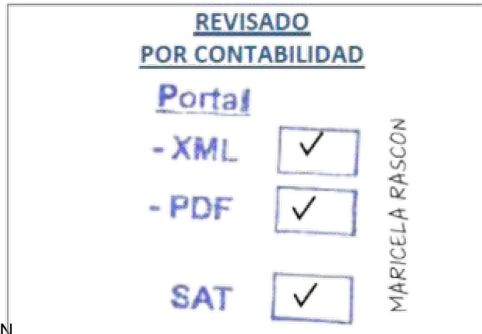 REVISADO
POR CONTABILIDAD
Portal
- XML ✓
- PDF ✓
SAT ✓
MARICELA RASCON
N